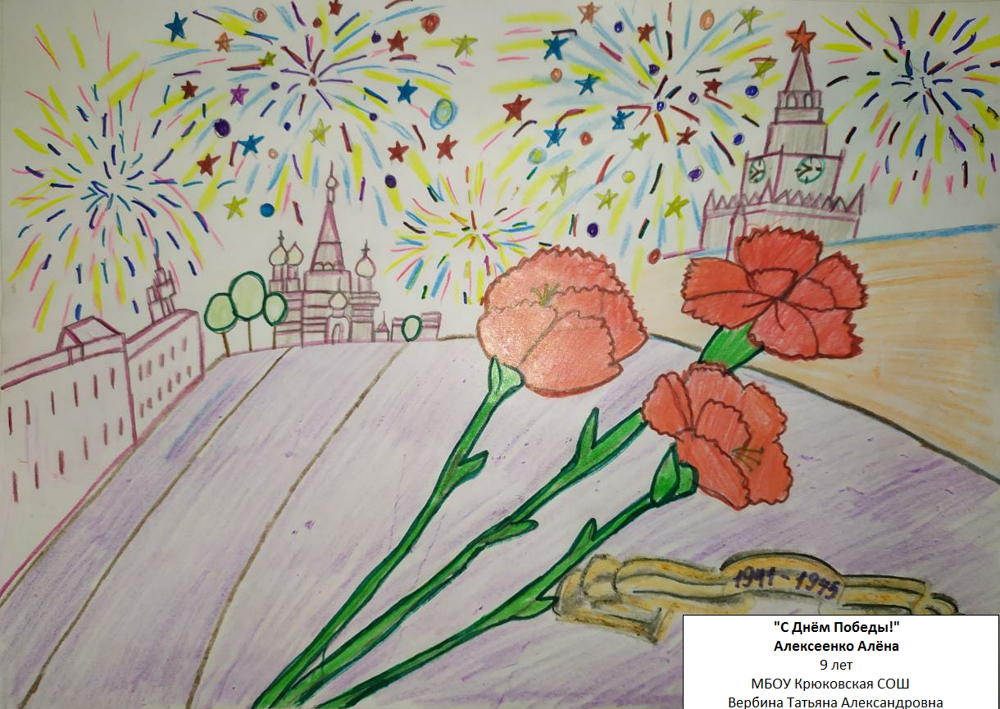 1941-1945
"С Днём Победы!"
Алексеенко Алёна
9 лет
МБОУ Крюковская СОШ
Вербина Татьяна Александровна